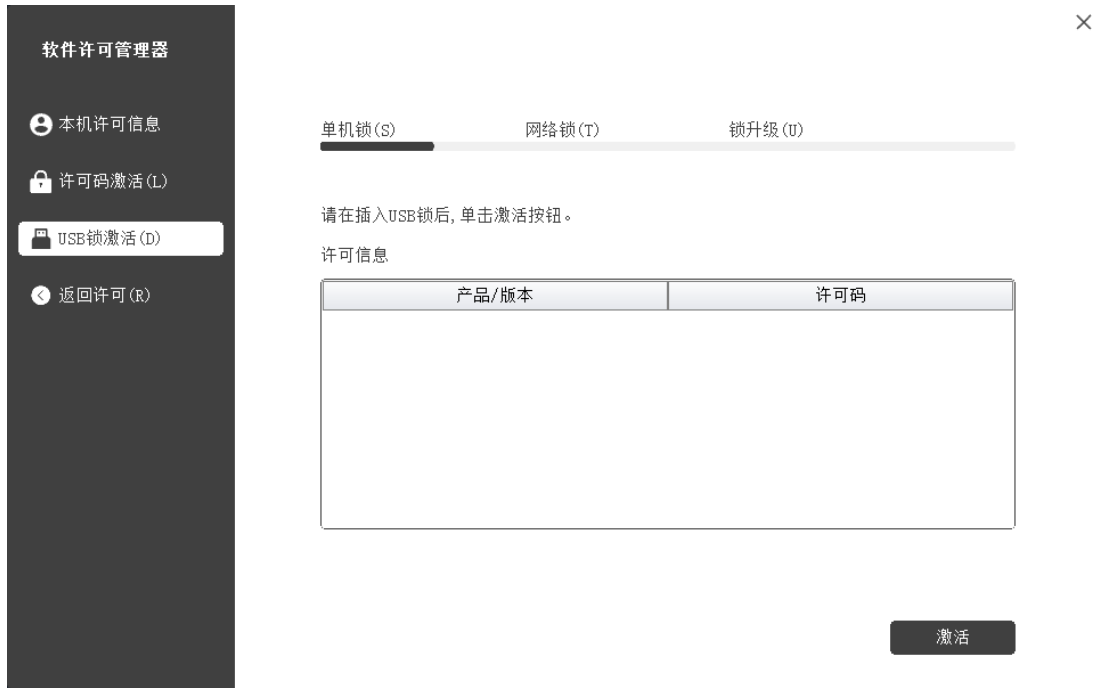 软件许可管理器
本机许可信息
许可码激活(L)
USB锁激活(D)
返回许可(R)
单机锁(S) 网络锁(T) 锁升级(U)
请在插入USB锁后,单击激活按钮。
许可信息
产品/版本 许可码
激活